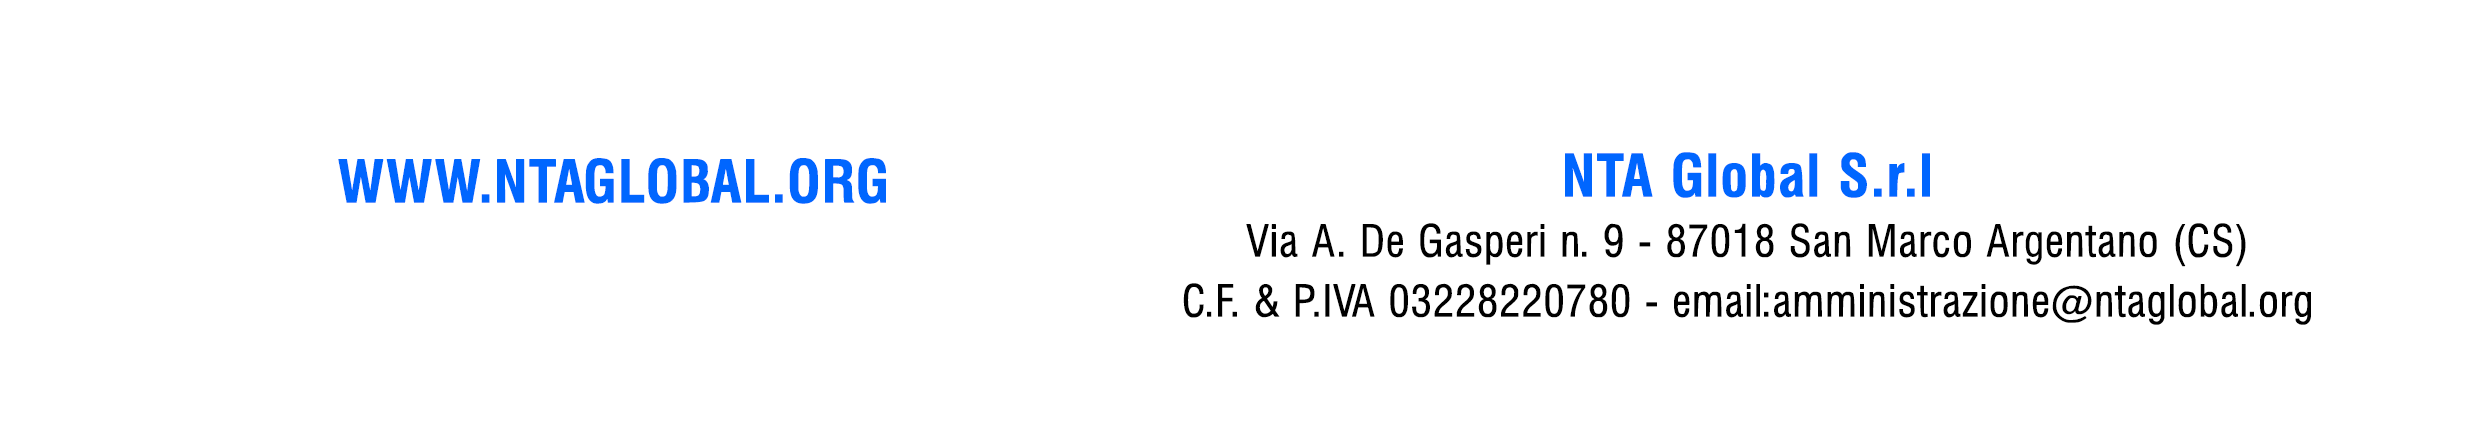 WWW.NTAGLOBAL.ORG
NTA Global S.r.l
Via A. De Gasperi n. 9 - 87018 San Marco Argentano (CS)
C.F. & P.IVA 03228220780 - email:amministrazione@ntaglobal.org